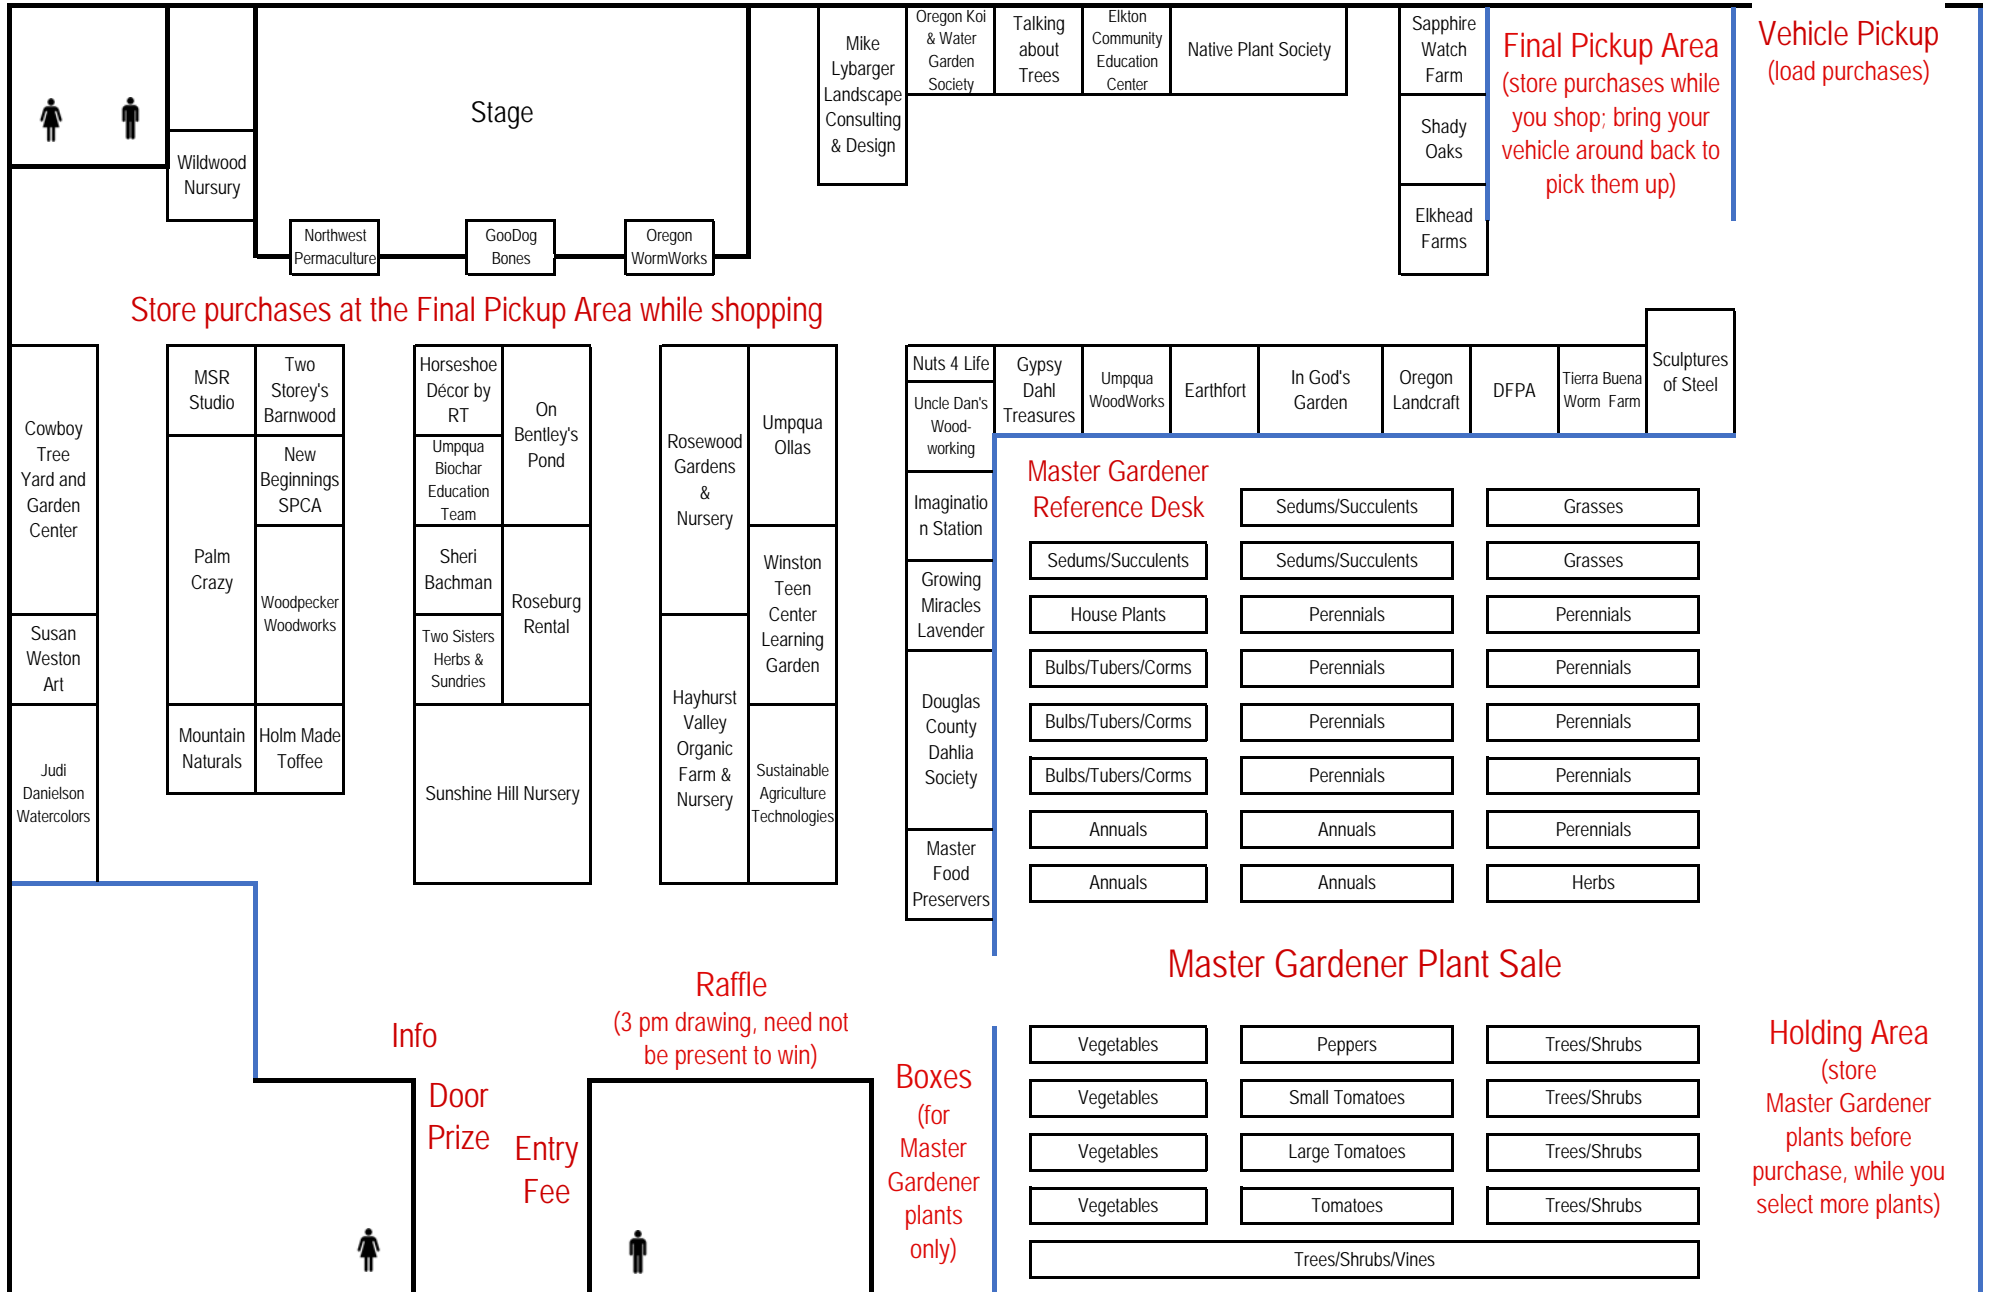 Stage
Wildwood
Nursury
Northwest
Permaculture
GooDog
Bones
Oregon
WormWorks
Mike
Lybarger
Landscape
Consulting
& Design
Oregon Koi
& Water
Garden
Society
Talking
about
Trees
Elkton
Community
Education
Center
Native Plant Society
Sapphire
Watch
Farm
Shady
Oaks
Elkhead
Farms
Final Pickup Area
(store purchases while
you shop; bring your
vehicle around back to
pick them up)
Vehicle Pickup
(load purchases)
Store purchases at the Final Pickup Area while shopping
Cowboy
Tree
Yard and
Garden
Center
Susan
Weston
Art
Judi
Danielson
Watercolors
MSR
Studio
Two
Storey's
Barnwood
New
Beginnings
SPCA
Palm
Crazy
Woodpecker
Woodworks
Mountain
Naturals
Holm Made
Toffee
Horseshoe
Décor by
RT
On
Bentley's
Pond
Umpqua
Biochar
Education
Team
Sheri
Bachman
Roseburg
Rental
Two Sisters
Herbs &
Sundries
Sunshine Hill Nursery
Rosewood
Gardens
&
Nursery
Umpqua
Ollas
Winston
Teen
Center
Learning
Garden
Hayhurst
Valley
Organic
Farm &
Nursery
Sustainable
Agriculture
Technologies
Nuts 4 Life
Uncle Dan's
Wood-
working
Imaginatio
n Station
Growing
Miracles
Lavender
Douglas
County
Dahlia
Society
Master
Food
Preservers
Gypsy
Dahl
Treasures
Umpqua
WoodWorks
Earthfort
In God's
Garden
Oregon
Landcraft
DFPA
Tierra Buena
Worm Farm
Sculptures
of Steel
Master Gardener
Reference Desk
Sedums/Succulents
House Plants
Bulbs/Tubers/Corms
Bulbs/Tubers/Corms
Bulbs/Tubers/Corms
Annuals
Annuals
Sedums/Succulents
Sedums/Succulents
Perennials
Perennials
Perennials
Perennials
Annuals
Annuals
Grasses
Grasses
Perennials
Perennials
Perennials
Perennials
Perennials
Herbs
Master Gardener Plant Sale
Info
Door
Prize
Entry
Fee
Raffle
(3 pm drawing, need not
be present to win)
Boxes
(for
Master
Gardener
plants
only)
Vegetables
Vegetables
Vegetables
Vegetables
Peppers
Small Tomatoes
Large Tomatoes
Tomatoes
Trees/Shrubs
Trees/Shrubs
Trees/Shrubs
Trees/Shrubs
Trees/Shrubs/Vines
Holding Area
(store
Master Gardener
plants before
purchase, while you
select more plants)